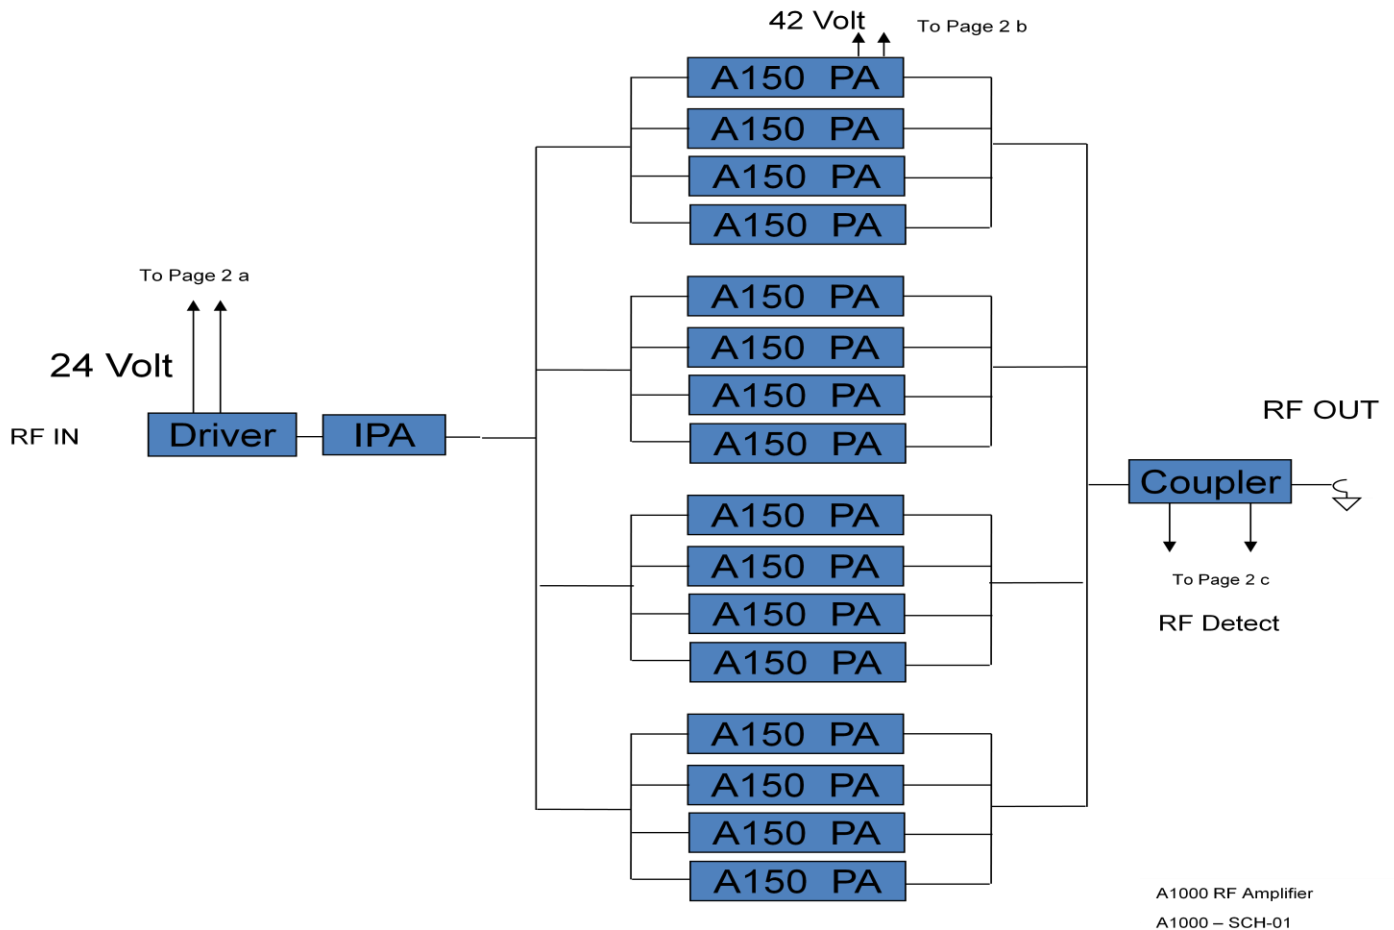 42 Volt
To Page 2 b
A150 PA
A150 PA
A150 PA
A150 PA
To Page 2 a
A150 PA
A150 PA
24 Volt
A150 PA
RF OUT
RF IN
Driver
IPA
A150 PA
Coupler
A150 PA
A150 PA
To Page 2 c
A150 PA
RF Detect
A150 PA
A150 PA
A150 PA
A150 PA
A150 PA
A1000 RF Amplifier
A1000 – SCH-01